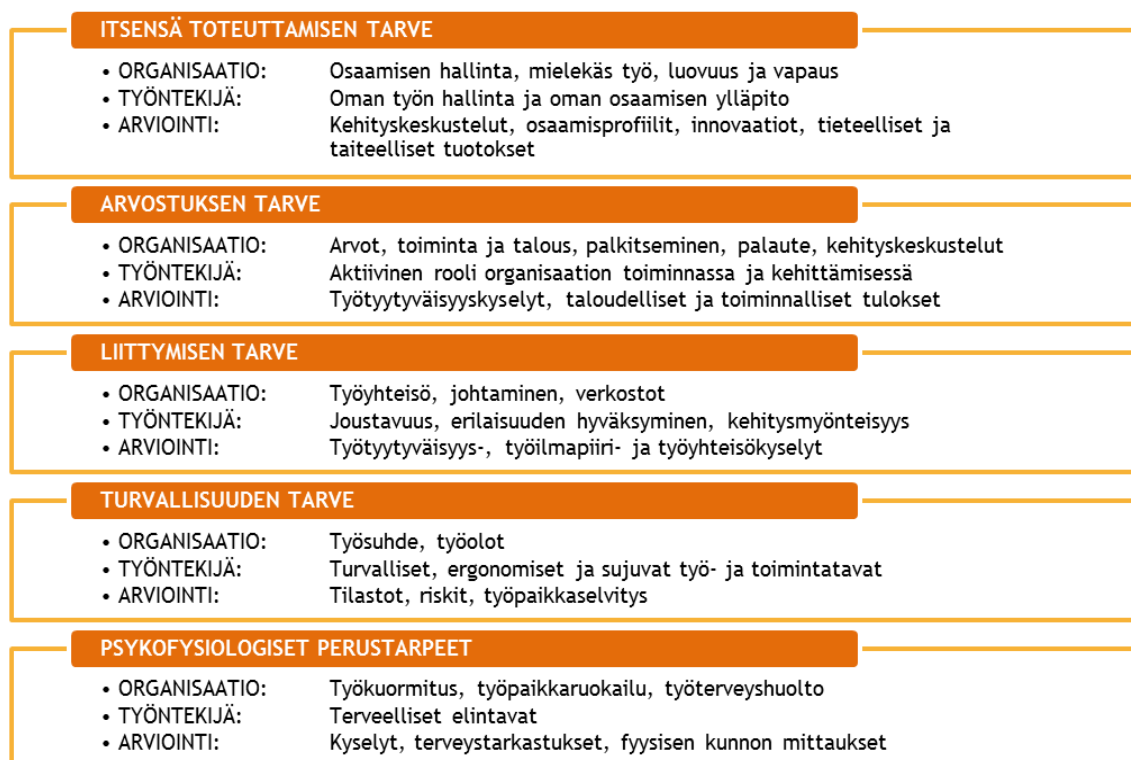 ITSENSÄ TOTEUTTAMISEN TARVE
• ORGANISAATIO: Osaamisen hallinta, mielekäs työ, luovuus ja vapaus
• TYÖNTEKIJÄ: Oman työn hallinta ja oman osaamisen ylläpito
• ARVIOINTI: Kehityskeskustelut, osaamisprofiilit, innovaatiot, tieteelliset ja
taiteelliset tuotokset
ARVOSTUKSEN TARVE
• ORGANISAATIO: Arvot, toiminta ja talous, palkitseminen, palaute, kehityskeskustelut
• TYÖNTEKIJÄ: Aktiivinen rooli organisaation toiminnassa ja kehittämisessä
• ARVIOINTI: Työtyytyväisyyskyselyt, taloudelliset ja toiminnalliset tulokset
LIITTYMISEN TARVE
• ORGANISAATIO: Työyhteisö, johtaminen, verkostot
• TYÖNTEKIJÄ: Joustavuus, erilaisuuden hyväksyminen, kehitysmyönteisyys
• ARVIOINTI: Työtyytyväisyys-, työilmapiiri- ja työyhteisökyselyt
TURVALLISUUDEN TARVE
• ORGANISAATIO: Työsuhde, työolot
• TYÖNTEKIJÄ: Turvalliset, ergonomiset ja sujuvat työ- ja toimintatavat
• ARVIOINTI: Tilastot, riskit, työpaikkaselvitys
PSYKOFYSIOLOGISET PERUSTARPEET
• ORGANISAATIO: Työkuormitus, työpaikkaruokailu, työterveyshuolto
• TYÖNTEKIJÄ: Terveelliset elintavat
• ARVIOINTI: Kyselyt, terveystarkastukset, fyysisen kunnon mittaukset